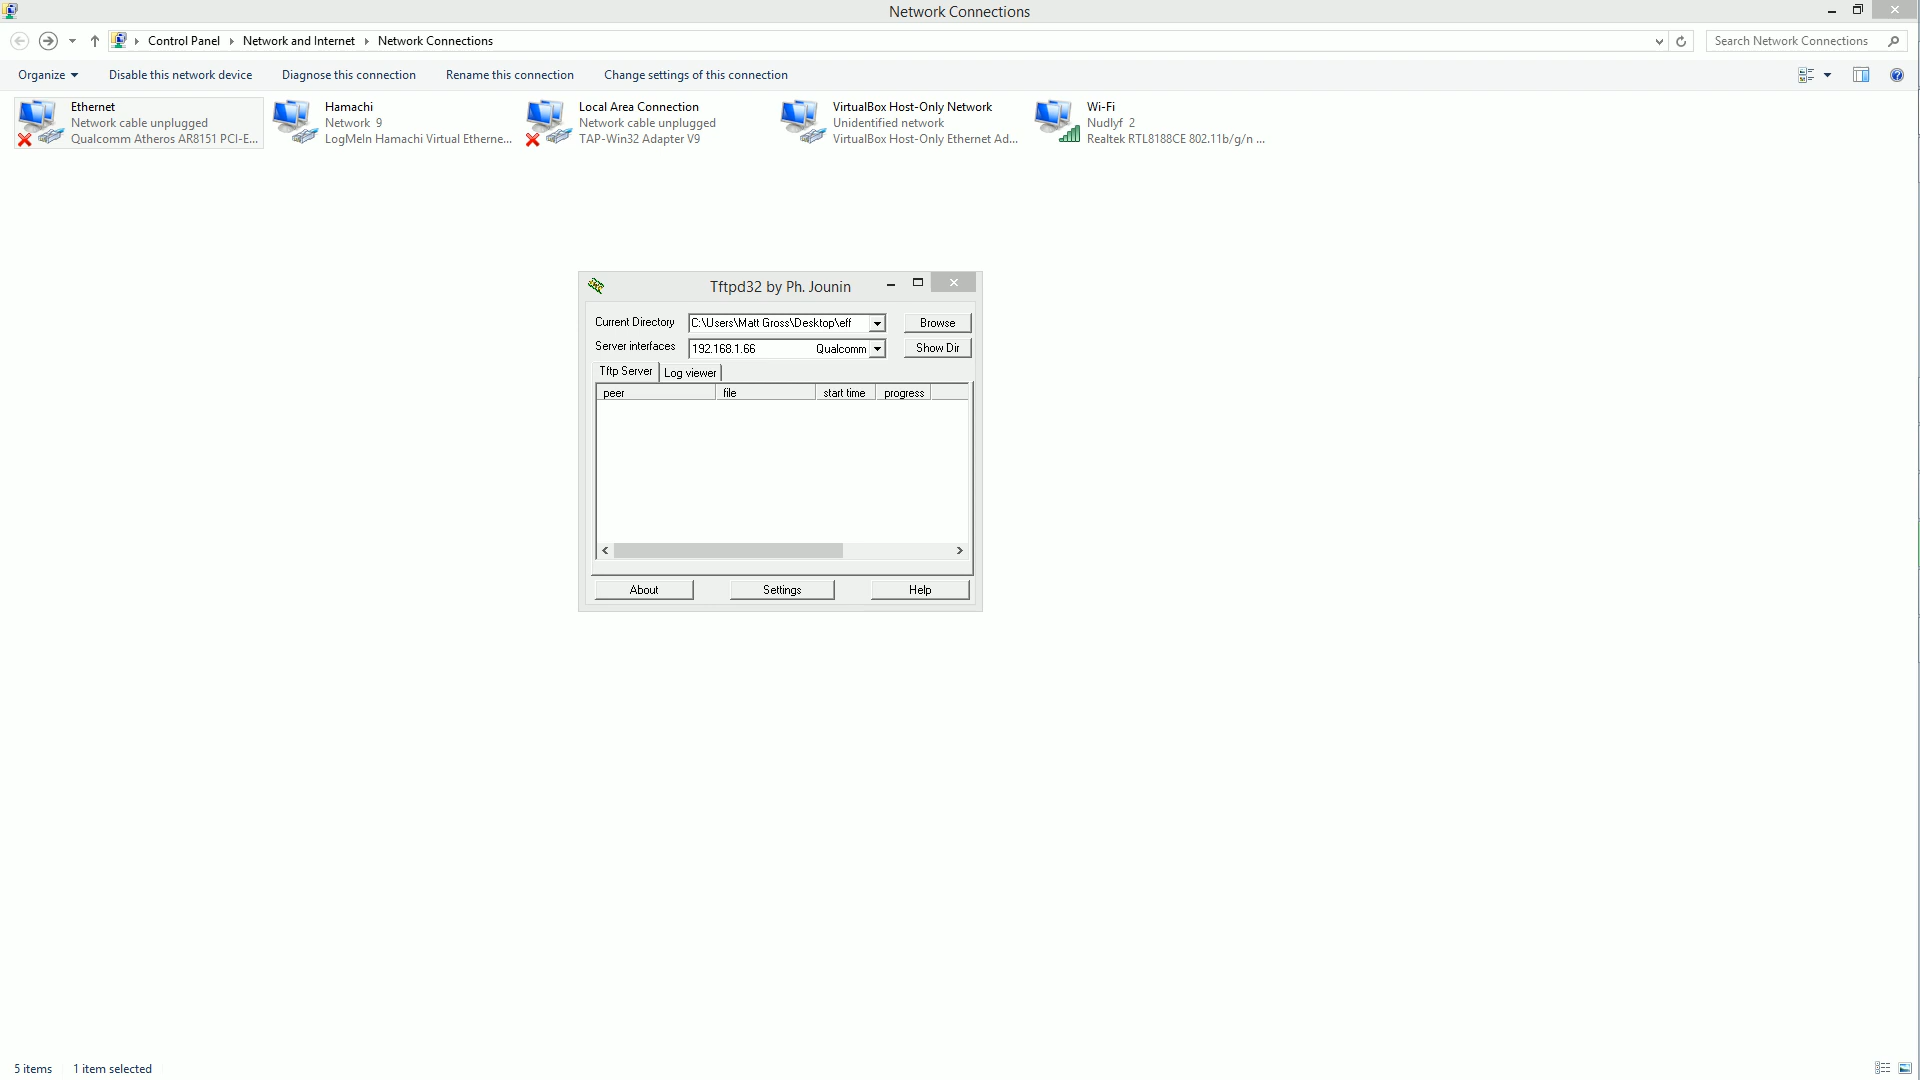 Network Connections
Control Panel
Network and Internet
Network Connections
Search Network Connections
Organize
Disable this network device
Diagnose this connection
Rename this connection
Change settings of this connection
Ethernet
Network cable unplugged
Qualcomm Atheros AR8151 PCI-E...
Hamachi
Network 9
LogMeIn Hamachi Virtual Etherne...
Local Area Connection
Network cable unplugged
TAP-Win32 Adapter V9
VirtualBox Host-Only Network
Unidentified network
VirtualBox Host-Only Ethernet Ad...
Wi-Fi
Nudlyf 2
Realtek RTL8188CE 802.11b/g/n ...
Tftpd32 by Ph. Jounin
Current Directory
C:\Users\Matt Gross\Desktop\eff
Browse
Server interfaces
192.168.1.66 Qualcomm
Show Dir
Tftp Server
Log viewer
peer
file
start time
progress
About
Settings
Help
5 items
1 item selected